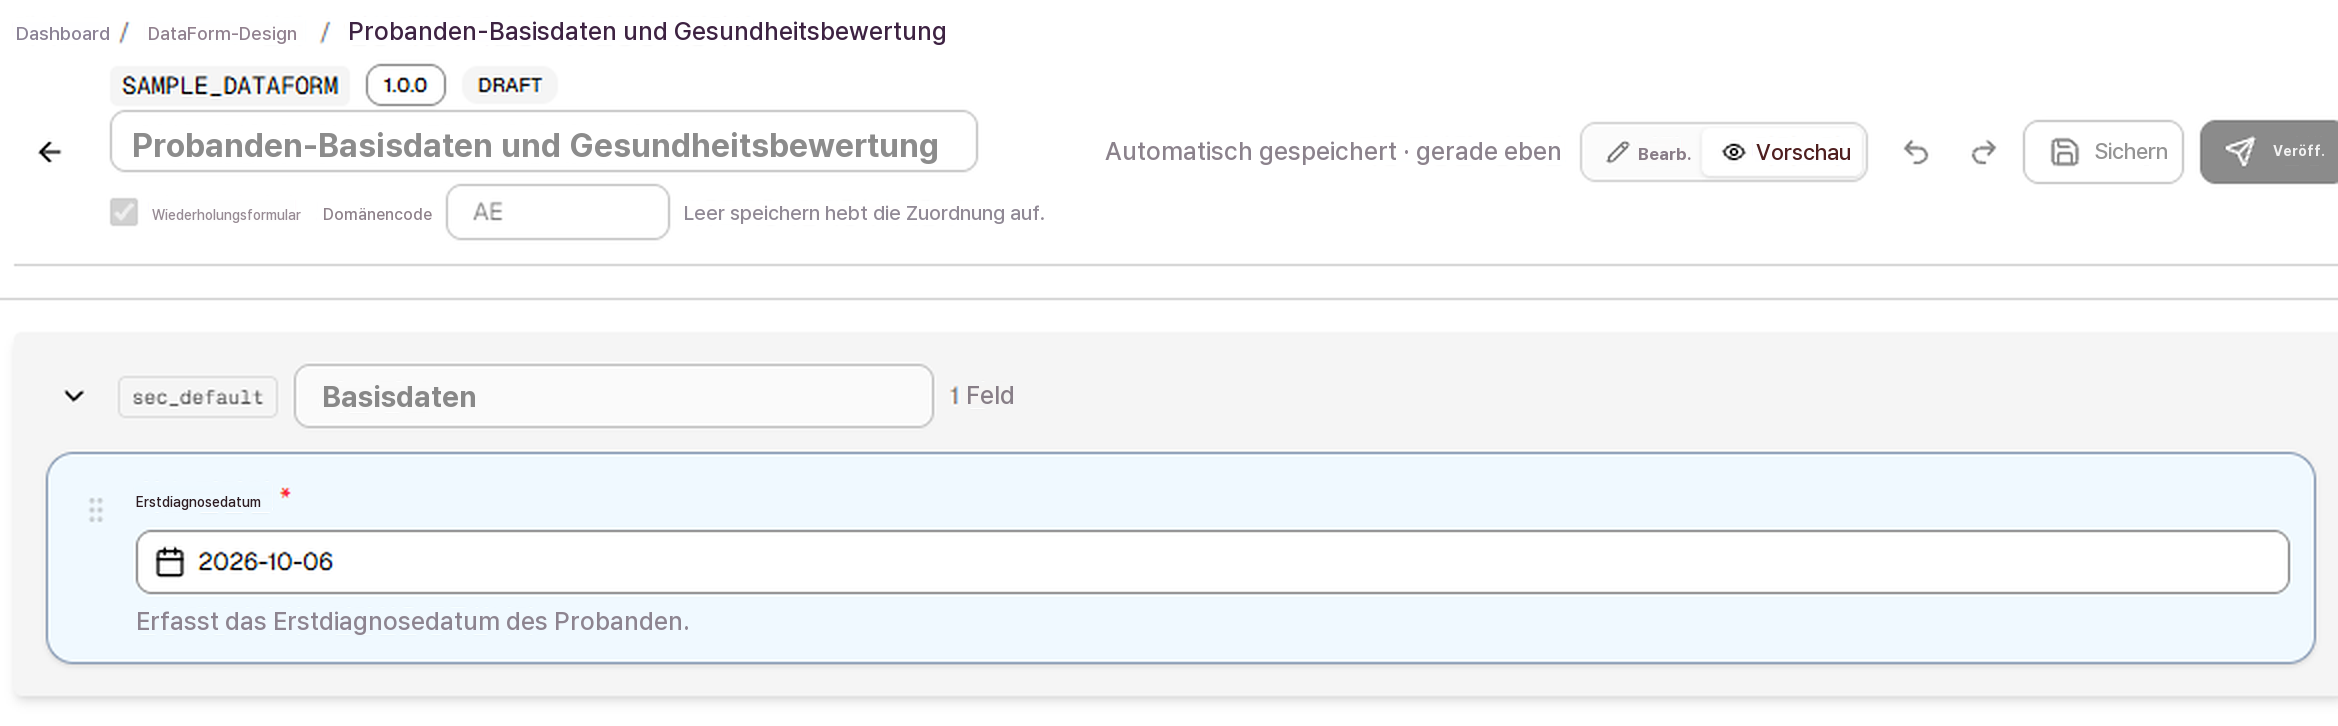 Dashboard / DataForm-Design / Probanden-Basisdaten und Gesundheitsbewertung
SAMPLE_DATAFORM 1.0.0 DRAFT
Probanden-Basisdaten und Gesundheitsbewertung
Automatisch gespeichert · gerade eben Bearb. Vorschau Sichern Veröff.
Wiederholungsformular Domänencode AE Leer speichern hebt die Zuordnung auf.
sec_default Basisdaten 1 Feld
Erstdiagnosedatum *
2026-10-06
Erfasst das Erstdiagnosedatum des Probanden.